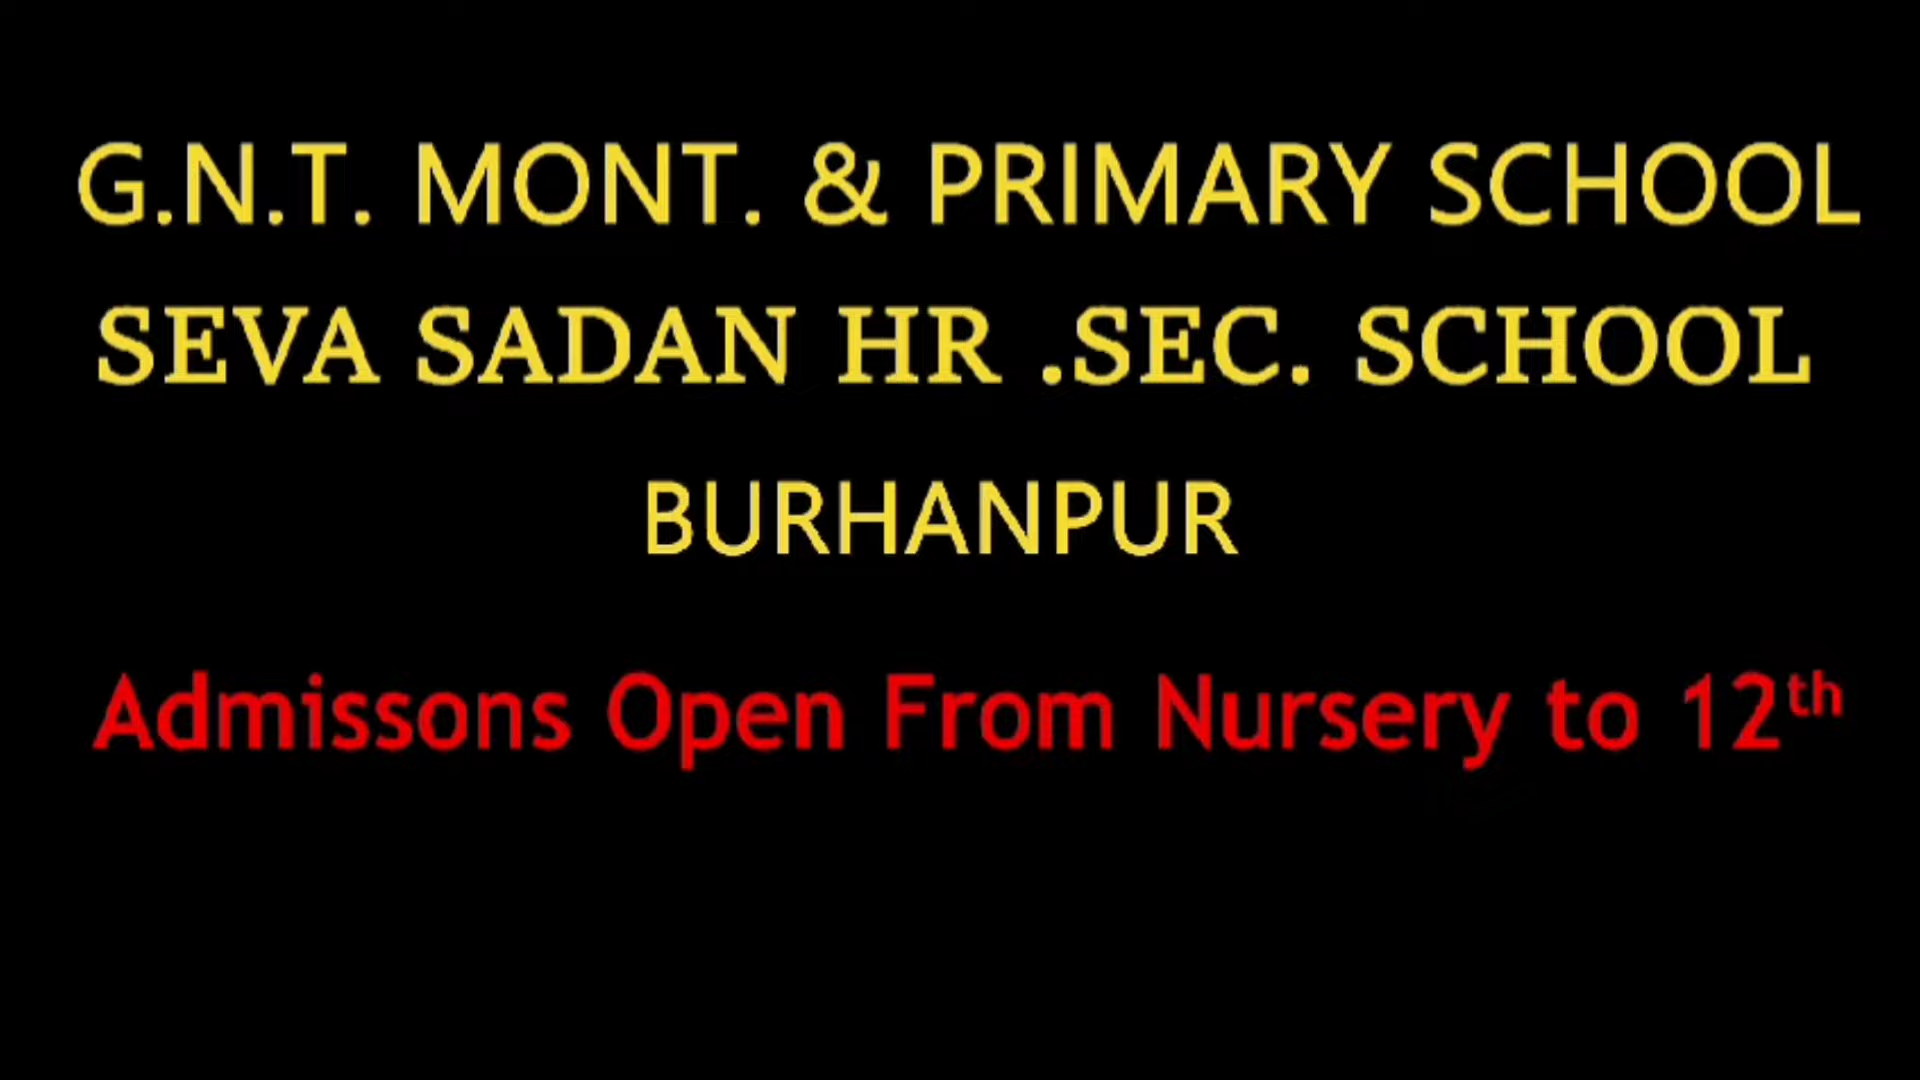 G.N.T. MONT. & PRIMARY SCHOOL
SEVA SADAN HR .SEC. SCHOOL
BURHANPUR
Admissons Open From Nursery to 12th